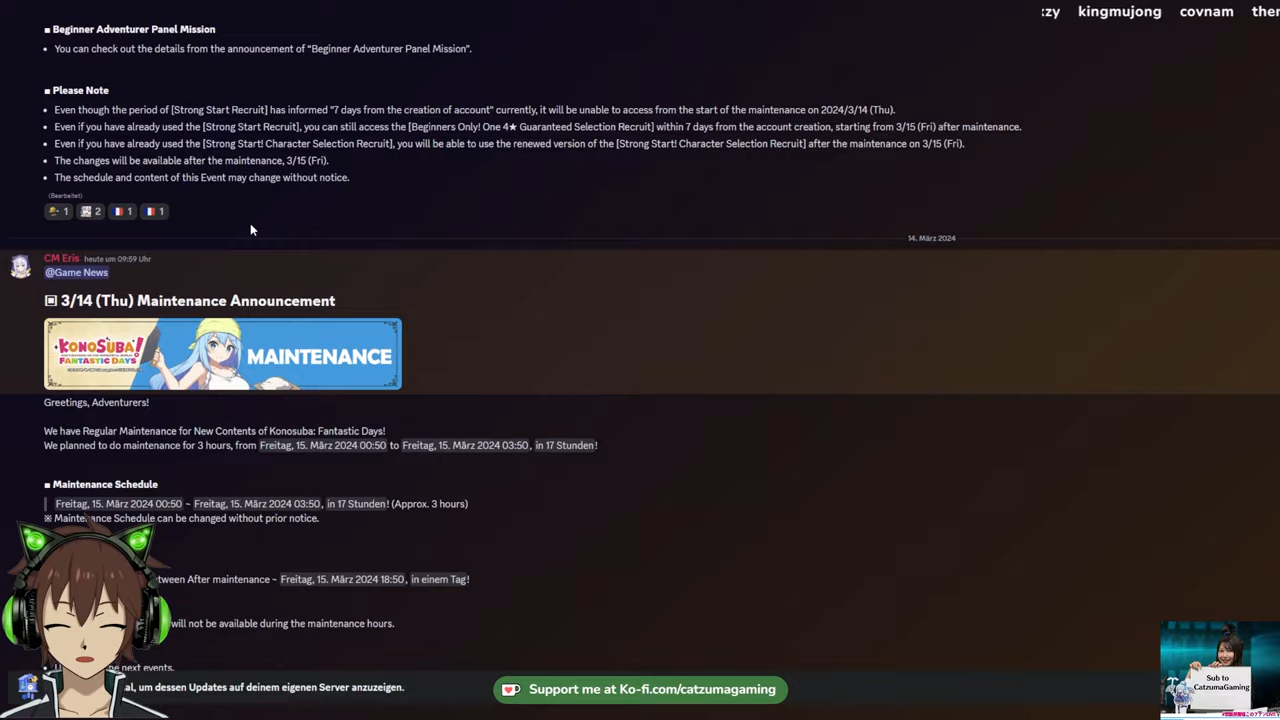 xzy kingmujong covnam them
■ Beginner Adventurer Panel Mission
• You can check out the details from the announcement of "Beginner Adventurer Panel Mission".
■ Please Note
• Even though the period of [Strong Start Recruit] has informed "7 days from the creation of account" currently, it will be unable to access from the start of the maintenance on 2024/3/14 (Thu).
• Even if you have already used the [Strong Start Recruit], you can still access the [Beginners Only! One 4★ Guaranteed Selection Recruit] within 7 days from the account creation, starting from 3/15 (Fri) after maintenance.
• Even if you have already used the [Strong Start! Character Selection Recruit], you will be able to use the renewed version of the [Strong Start! Character Selection Recruit] after the maintenance on 3/15 (Fri).
• The changes will be available after the maintenance, 3/15 (Fri).
• The schedule and content of this Event may change without notice.
(Bearbeitet)
1 2 1 1
14. März 2024
CM Eris heute um 09:59 Uhr
@Game News
▣ 3/14 (Thu) Maintenance Announcement
KONOSUBA!
FANTASTIC DAYS
MAINTENANCE
Greetings, Adventurers!
We have Regular Maintenance for New Contents of Konosuba: Fantastic Days!
We planned to do maintenance for 3 hours, from Freitag, 15. März 2024 00:50 to Freitag, 15. März 2024 03:50, in 17 Stunden!
■ Maintenance Schedule
Freitag, 15. März 2024 00:50 ~ Freitag, 15. März 2024 03:50, in 17 Stunden! (Approx. 3 hours)
※ Maintenance Schedule can be changed without prior notice.
tween After maintenance ~ Freitag, 15. März 2024 18:50, in einem Tag!
will not be available during the maintenance hours.
next events.
al, um dessen Updates auf deinem eigenen Server anzuzeigen.
Support me at Ko-fi.com/catzumagaming
Sub to
CatzumaGaming